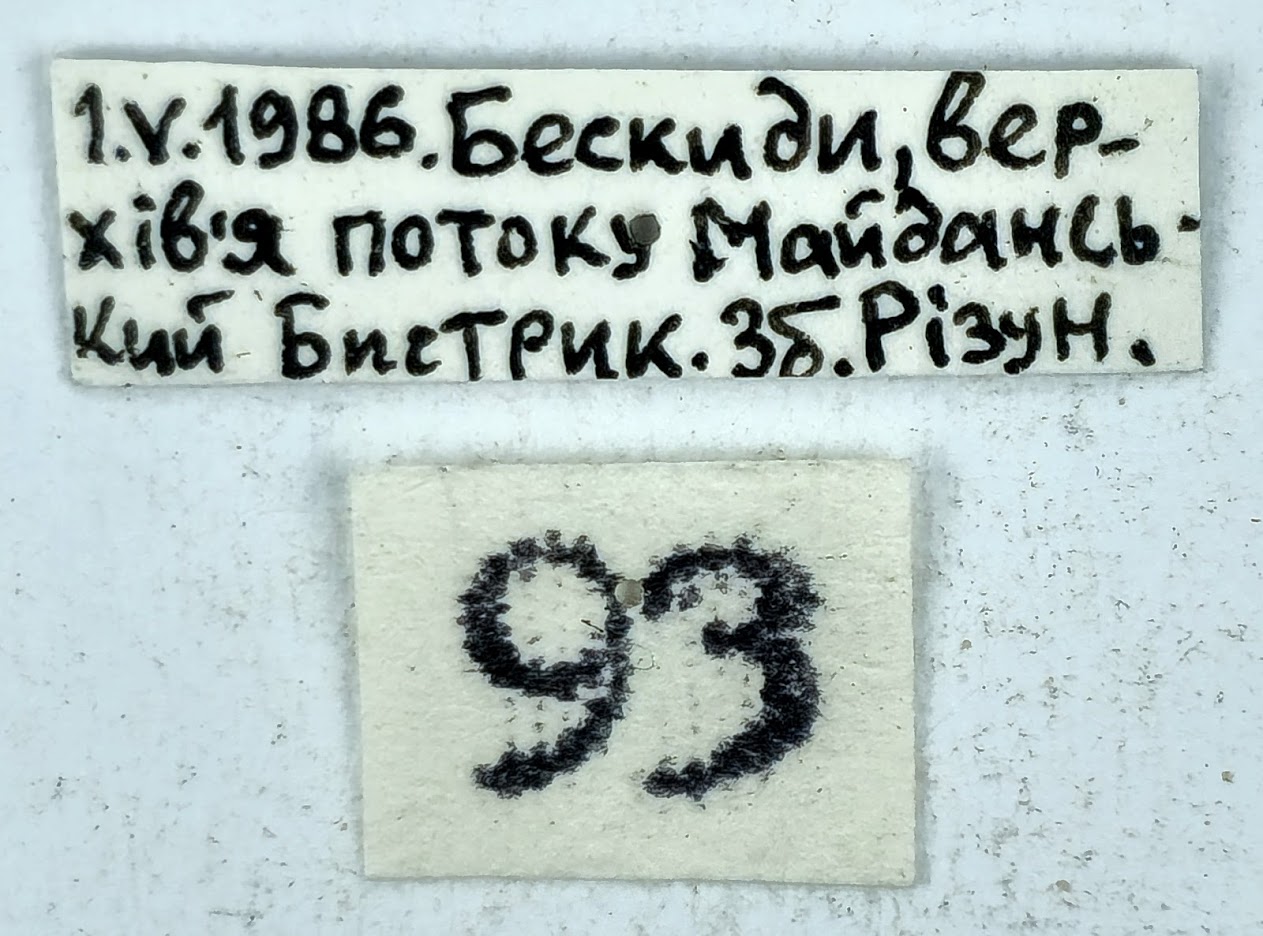 1.V.1986. Бескиди, вер-
хів'я потоку Майдансь-
кий Бистрик. Зб. Різун.
93